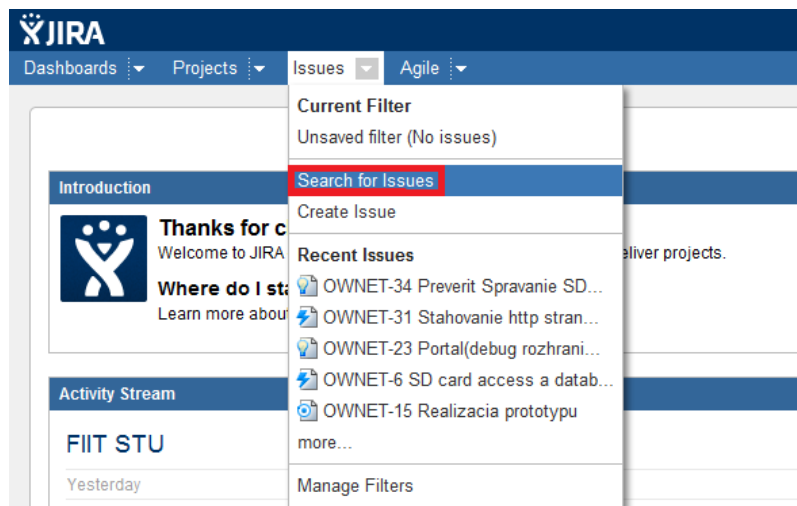 JIRA
Dashboards Projects Issues Agile
Current Filter
Unsaved filter (No issues)
Search for Issues
Create Issue
Recent Issues
OWNET-34 Preverit Spravanie SD...
OWNET-31 Stahovanie http stran...
OWNET-23 Portal(debug rozhrani...
OWNET-6 SD card access a datab...
OWNET-15 Realizacia prototypu
more...
Manage Filters
Introduction
Thanks for c
Welcome to JIRA eliver projects.
Where do I sta
Learn more abou
Activity Stream
FIIT STU
Yesterday